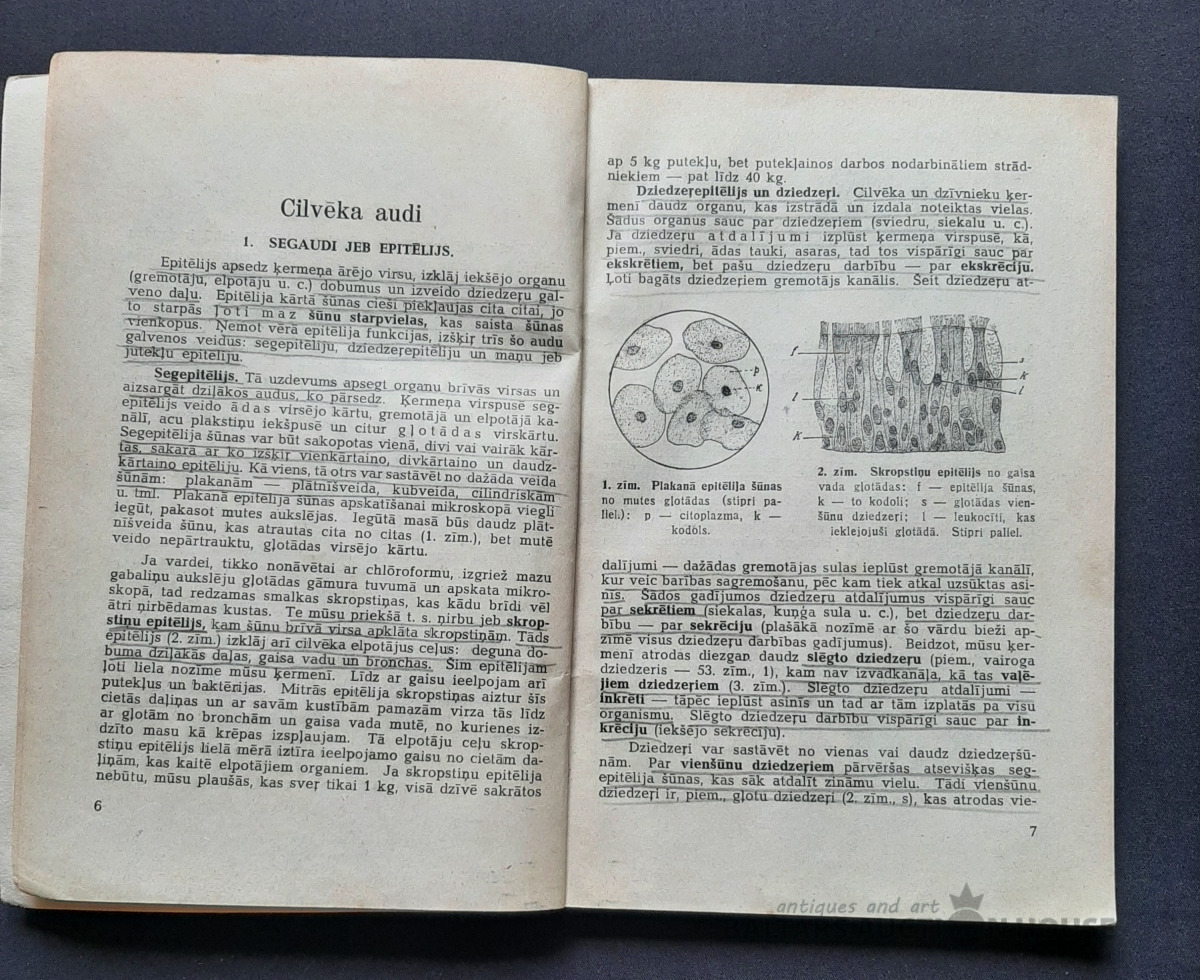 Cilvēka audi
1. SEGAUDI JEB EPITĒLIJS.
Epitēlijs apsedz ķermeņa ārējo virsu, izklāj iekšējo organu
(gremotāju, elpotāju u. c.) dobumus un izveido dziedzeŗu gal-
veno daļu. Epitēlija kārtā šūnas cieši piekļaujas cita citai, jo
to starpās ļoti maz šūnu starpvielas, kas saista šūnas
vienkopus. Ņemot vērā epitēlija funkcijas, izšķir trīs šo audu
galvenos veidus: segepitēliju, dziedzeŗepitēliju un maņu jeb
jutekļu epitēliju.
Segepitēlijs. Tā uzdevums apsegt organu brīvās virsas un
aizsargāt dziļākos audus, ko pārsedz. Ķermeņa virspusē seg-
epitēlijs veido ādas virsējo kārtu, gremotājā un elpotājā ka-
nālī, acu plakstiņu iekšpusē un citur gļotādas virskārtu.
Segepitēlija šūnas var būt sakopotas vienā, divi vai vairāk kār-
tās, sakarā ar ko izšķir vienkārtaino, divkārtaino un daudz-
kārtaino epitēliju. Kā viens, tā otrs var sastāvēt no dažāda veida
šūnām: plakanām — plātnīšveida, kubveida, cilindriskām
u. tml. Plakanā epitēlija šūnas apskatīšanai mikroskopā viegli
iegūt, pakasot mutes aukslējas. Iegūtā masā būs daudz plāt-
nīšveida šūnu, kas atrautas cita no citas (1. zīm.), bet mutē
veido nepārtrauktu, gļotādas virsējo kārtu.
Ja vardei, tikko nonāvētai ar chlōroformu, izgriež mazu
gabaliņu aukslēju gļotādas gāmura tuvumā un apskata mikro-
skopā, tad redzamas smalkas skropstiņas, kas kādu brīdi vēl
ātri ņirbēdamas kustas. Te mūsu priekšā t. s. ņirbu jeb skrop-
stiņu epitēlijs, kam šūnu brīvā virsa apklāta skropstiņām. Tāds
epitēlijs (2. zīm.) izklāj arī cilvēka elpotājus ceļus: deguna do-
buma dziļākās daļas, gaisa vadu un bronchas. Šim epitēlijam
ļoti liela nozīme mūsu ķermenī. Līdz ar gaisu ieelpojam arī
putekļus un baktērijas. Mitrās epitēlija skropstiņas aiztur šīs
cietās daļiņas un ar savām kustībām pamazām virza tās līdz
ar gļotām no bronchām un gaisa vada mutē, no kurienes iz-
dzīto masu kā krēpas izspļaujam. Tā elpotāju ceļu skrop-
stiņu epitēlijs lielā mērā iztīra ieelpojamo gaisu no cietām da-
ļiņām, kas kaitē elpotājiem organiem. Ja skropstiņu epitēlija
nebūtu, mūsu plaušās, kas sveŗ tikai 1 kg, visā dzīvē sakrātos
6
ap 5 kg putekļu, bet putekļainos darbos nodarbinātiem strād-
niekiem — pat līdz 40 kg.
Dziedzeŗepitēlijs un dziedzeŗi. Cilvēka un dzīvnieku ķer-
menī daudz organu, kas izstrādā un izdala noteiktas vielas.
Šādus organus sauc par dziedzeŗiem (sviedru, siekalu u. c.).
Ja dziedzeŗu atdalījumi izplūst ķermeņa virspusē, kā,
piem., sviedri, ādas tauki, asaras, tad tos vispārīgi sauc par
ekskrētiem, bet pašu dziedzeŗu darbību — par ekskrēciju.
Ļoti bagāts dziedzeŗiem gremotājs kanālis. Šeit dziedzeŗu at-
p
K
f
l
K
s
k
l
1. zīm. Plakanā epitēlija šūnas
no mutes gļotādas (stipri pa-
liel.): p — citoplazma, k —
kodōls.
2. zīm. Skropstiņu epitēlijs no gaisa
vada gļotādas: f — epitēlija šūnas,
k — to kodoli; s — gļotādas vien-
šūnu dziedzeŗi; l — leukocīti, kas
iekļejojuši gļotādā. Stipri paliel.
dalījumi — dažādas gremotājas sulas ieplūst gremotājā kanālī,
kur veic barības sagremošanu, pēc kam tiek atkal uzsūktas asi-
nīs. Šādos gadījumos dziedzeŗu atdalījumus vispārīgi sauc
par sekrētiem (siekalas, kuņģa sula u. c.), bet dziedzeŗu dar-
bību — par sekrēciju (plašākā nozīmē ar šo vārdu bieži ap-
zīmē visus dziedzeŗu darbības gadījumus). Beidzot, mūsu ķer-
menī atrodas diezgan daudz slēgto dziedzeŗu (piem., vairoga
dziedzeris — 53. zīm., 1), kam nav izvadkanāļa, kā tas vaļē-
jiem dziedzeŗiem (3. zīm.). Slēgto dziedzeŗu atdalījumi —
inkrēti — tāpēc ieplūst asinīs un tad ar tām izplatās pa visu
organismu. Slēgto dziedzeŗu darbību vispārīgi sauc par in-
krēciju (iekšējo sekrēciju).
Dziedzeŗi var sastāvēt no vienas vai daudz dziedzeŗšū-
nām. Par vienšūnu dziedzeŗiem pārvēršas atsevišķas seg-
epitēlija šūnas, kas sāk atdalīt zināmu vielu. Tādi vienšūnu
dziedzeŗi ir, piem., gļotu dziedzeŗi (2. zīm., s), kas atrodas vie-
7
antiques and art